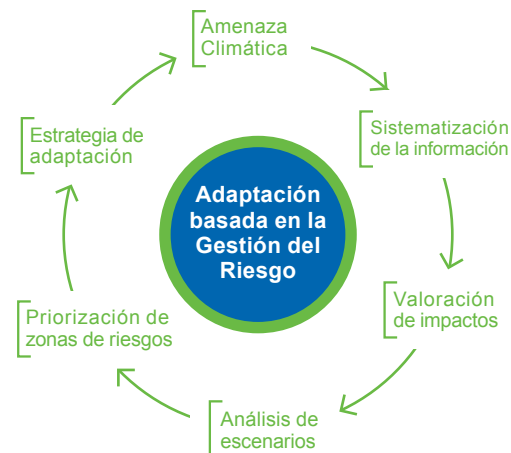 Amenaza
Climática
Sistematización
de la información
Valoración
de impactos
Análisis de
escenarios
Priorización de
zonas de riesgos
Estrategia de
adaptación
Adaptación
basada en la
Gestión del
Riesgo